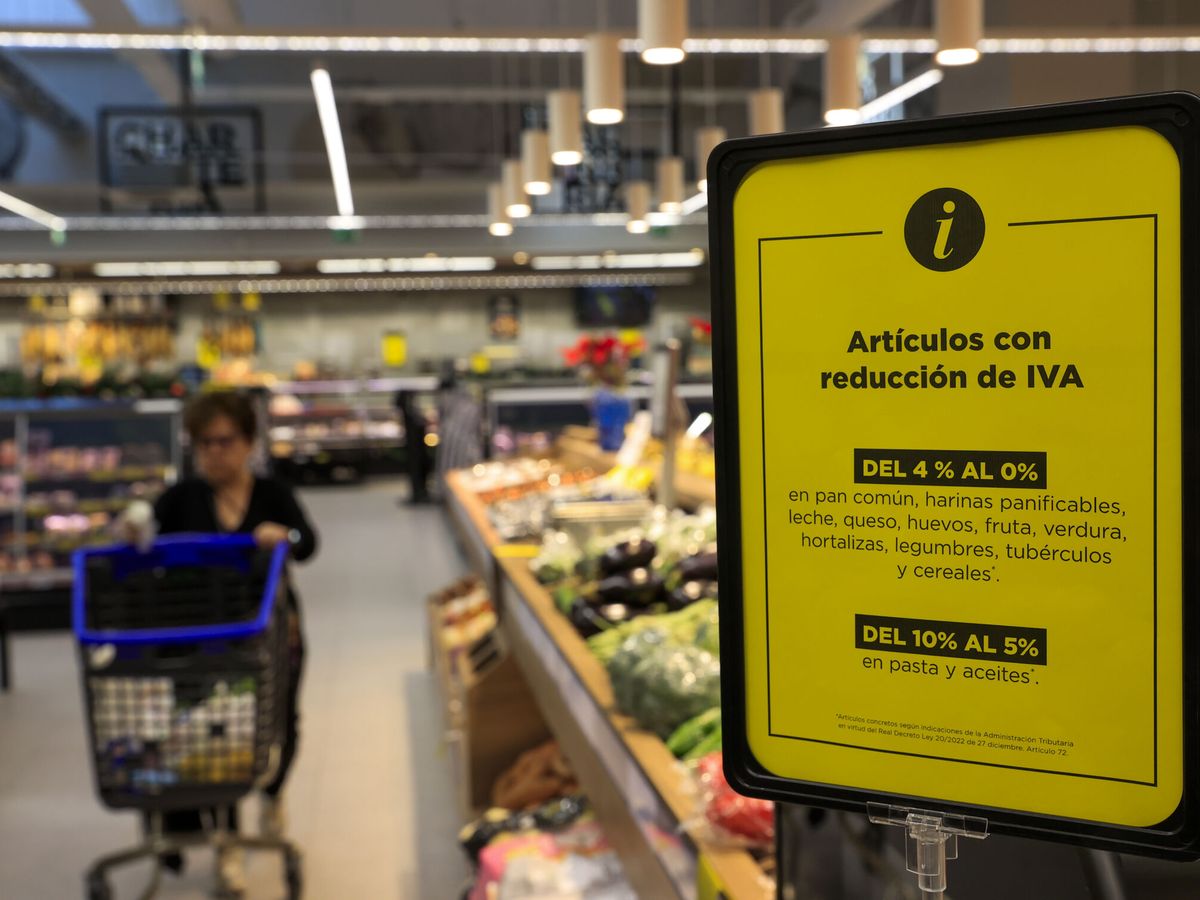 i
Artículos con
reducción de IVA
DEL 4 % AL 0%
en pan común, harinas panificables,
leche, queso, huevos, fruta, verdura,
hortalizas, legumbres, tubérculos
y cereales*.
DEL 10% AL 5%
en pasta y aceites*.
*Artículos concretos según indicaciones de la Administración Tributaria
en virtud del Real Decreto Ley 20/2022 de 27 diciembre. Artículo 72.